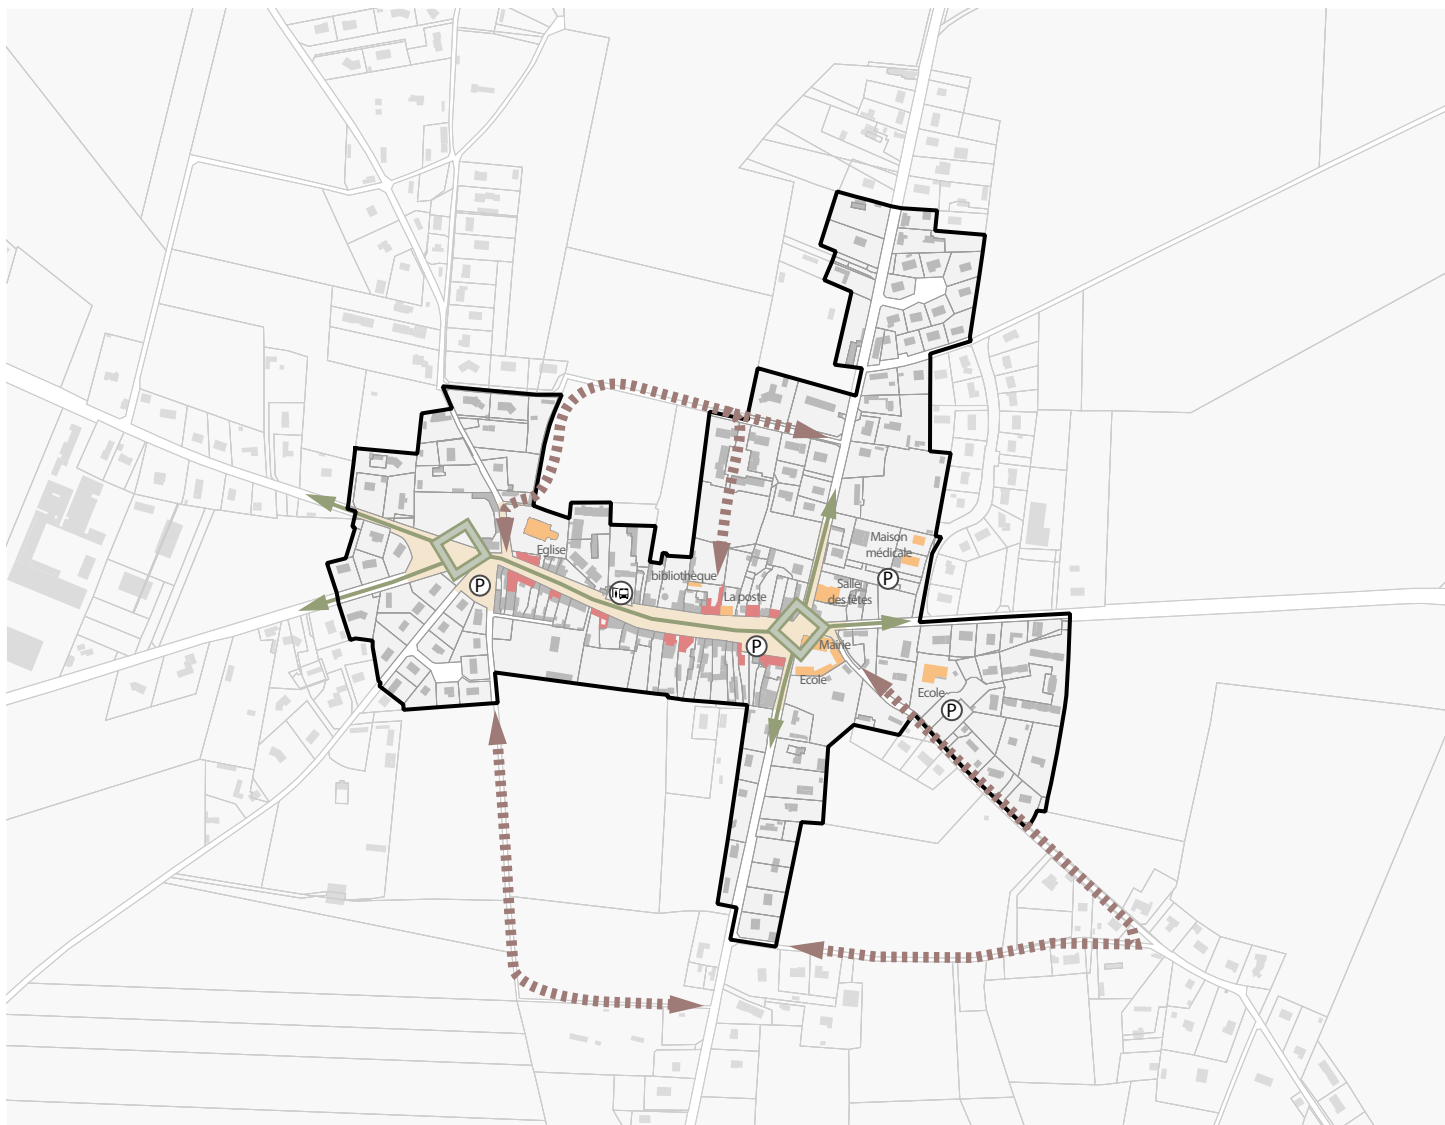 Maison
médicale
P
Eglise
bibliothèque
P
Salle
des fêtes
La poste
P
Mairie
Ecole
Ecole
P